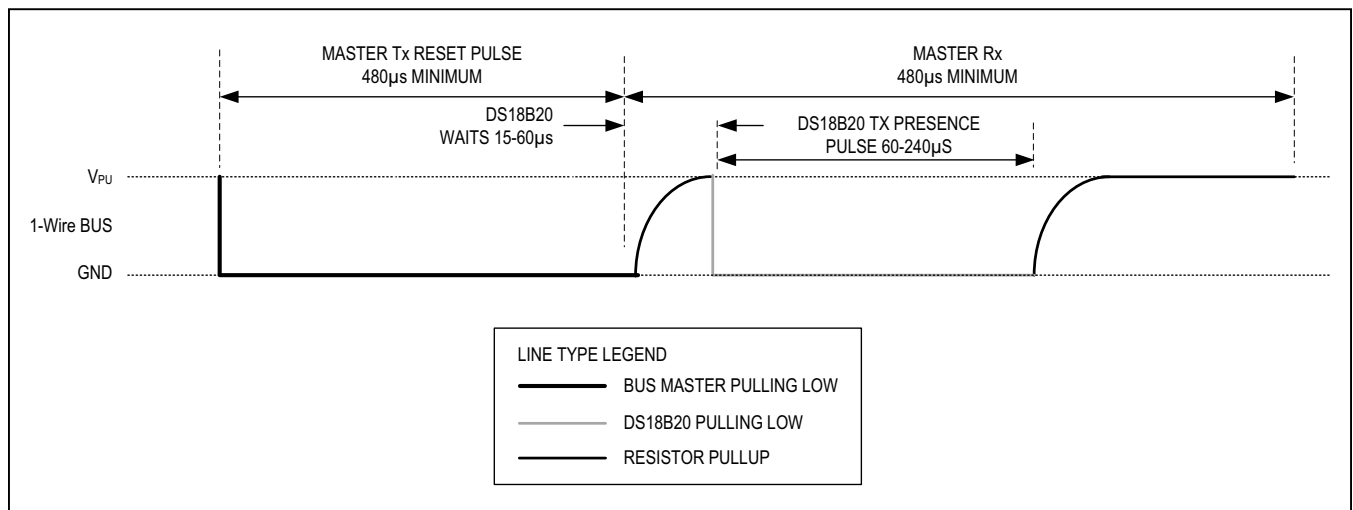 MASTER Tx RESET PULSE
480µs MINIMUM
MASTER Rx
480µs MINIMUM
DS18B20
WAITS 15-60µs
DS18B20 TX PRESENCE
PULSE 60-240µS
VPU
1-Wire BUS
GND
LINE TYPE LEGEND
BUS MASTER PULLING LOW
DS18B20 PULLING LOW
RESISTOR PULLUP